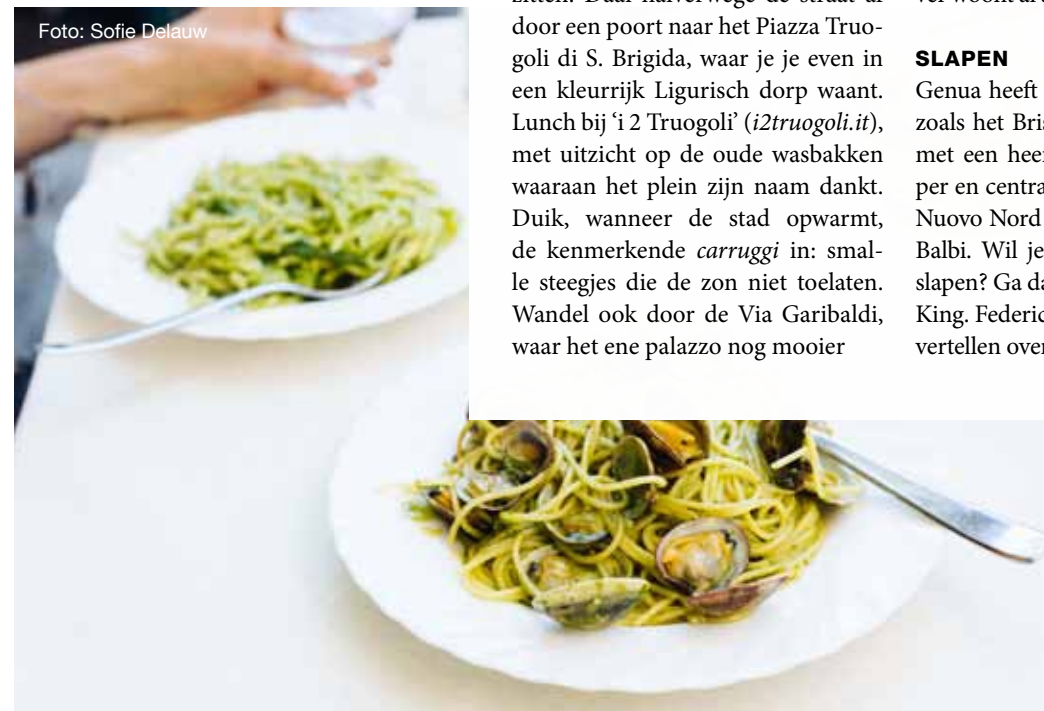 Foto: Sofie Delauw
door een poort naar het Piazza Truo-
goli di S. Brigida, waar je je even in
een kleurrijk Ligurisch dorp waant.
Lunch bij ‘i 2 Truogoli’ (i2truogoli.it),
met uitzicht op de oude wasbakken
waaraan het plein zijn naam dankt.
Duik, wanneer de stad opwarmt,
de kenmerkende carruggi in: smal-
le steegjes die de zon niet toelaten.
Wandel ook door de Via Garibaldi,
waar het ene palazzo nog mooier
SLAPEN
Genua heeft
zoals het Bris
met een heer
per en centra
Nuovo Nord
Balbi. Wil je
slapen? Ga da
King. Federic
vertellen over